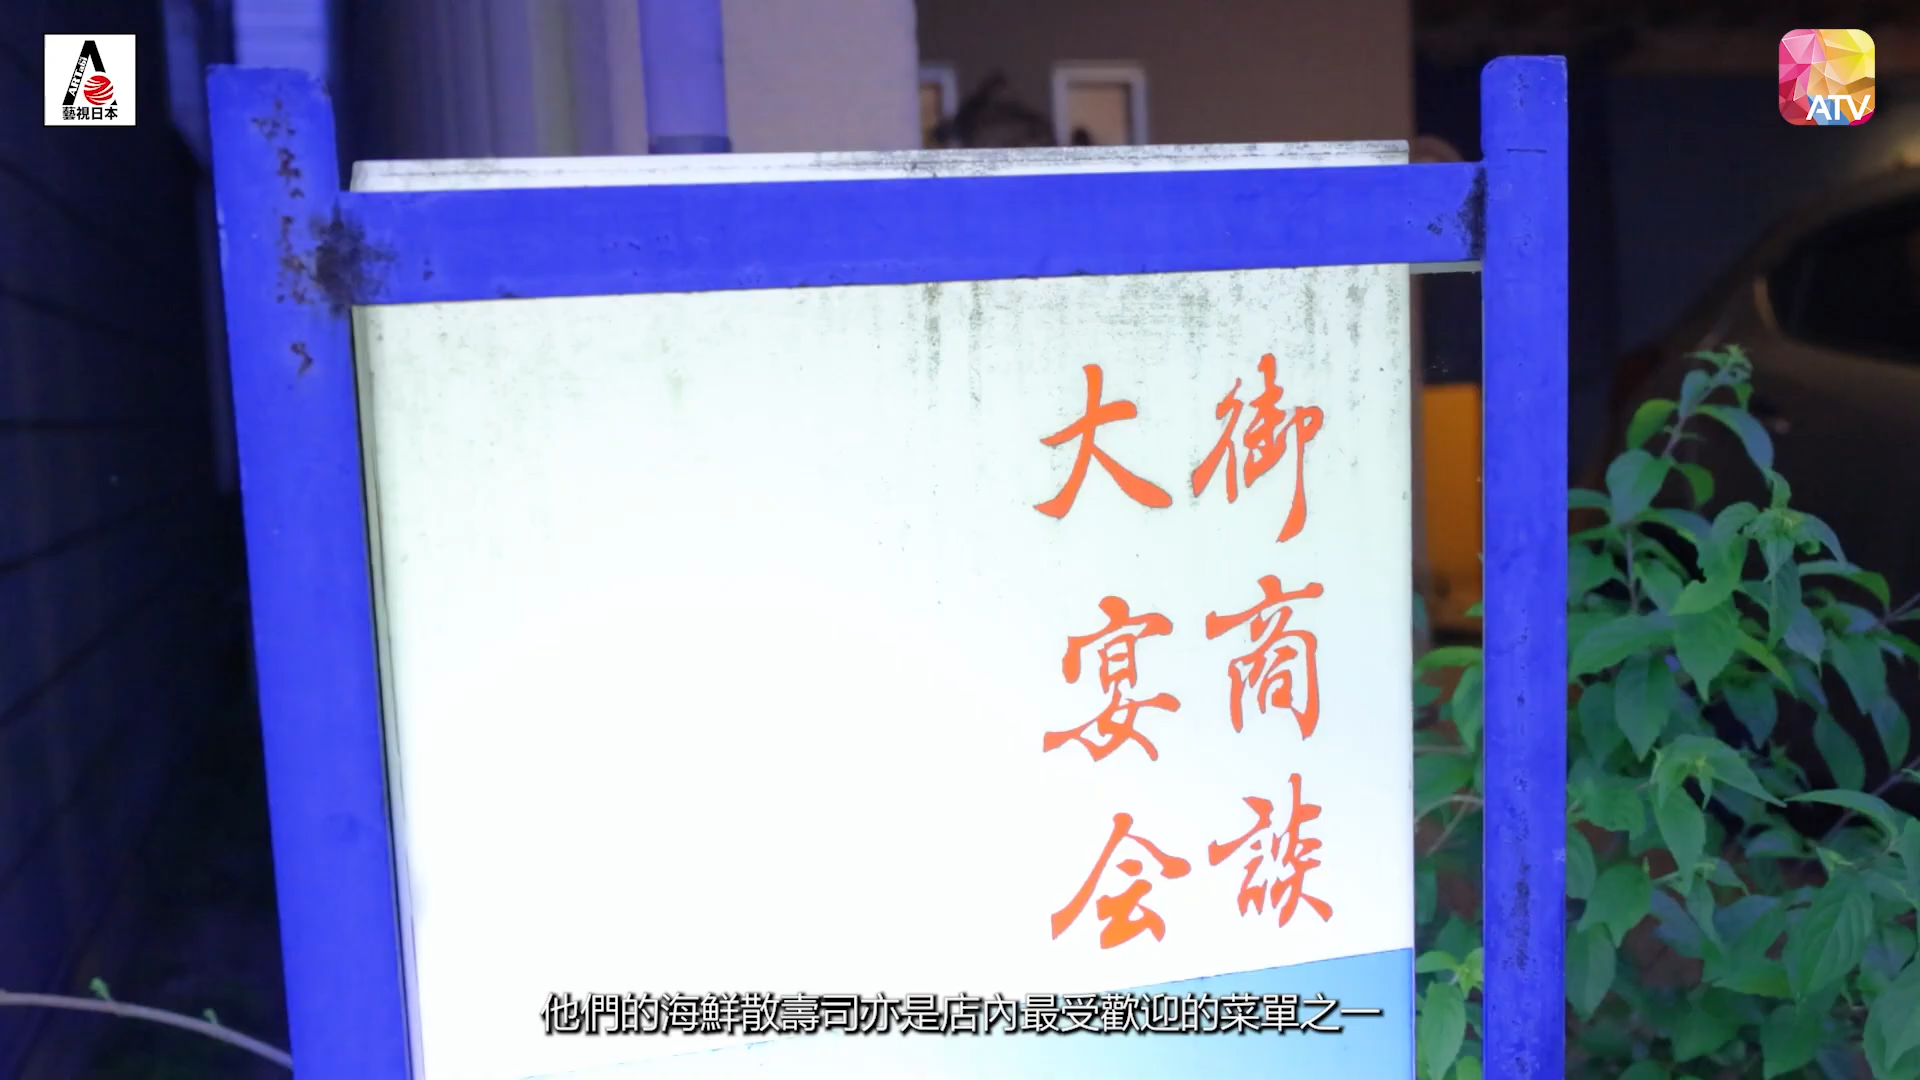 ART
藝視日本
ATV
御商談
大宴会
他們的海鮮散壽司亦是店內最受歡迎的菜單之一